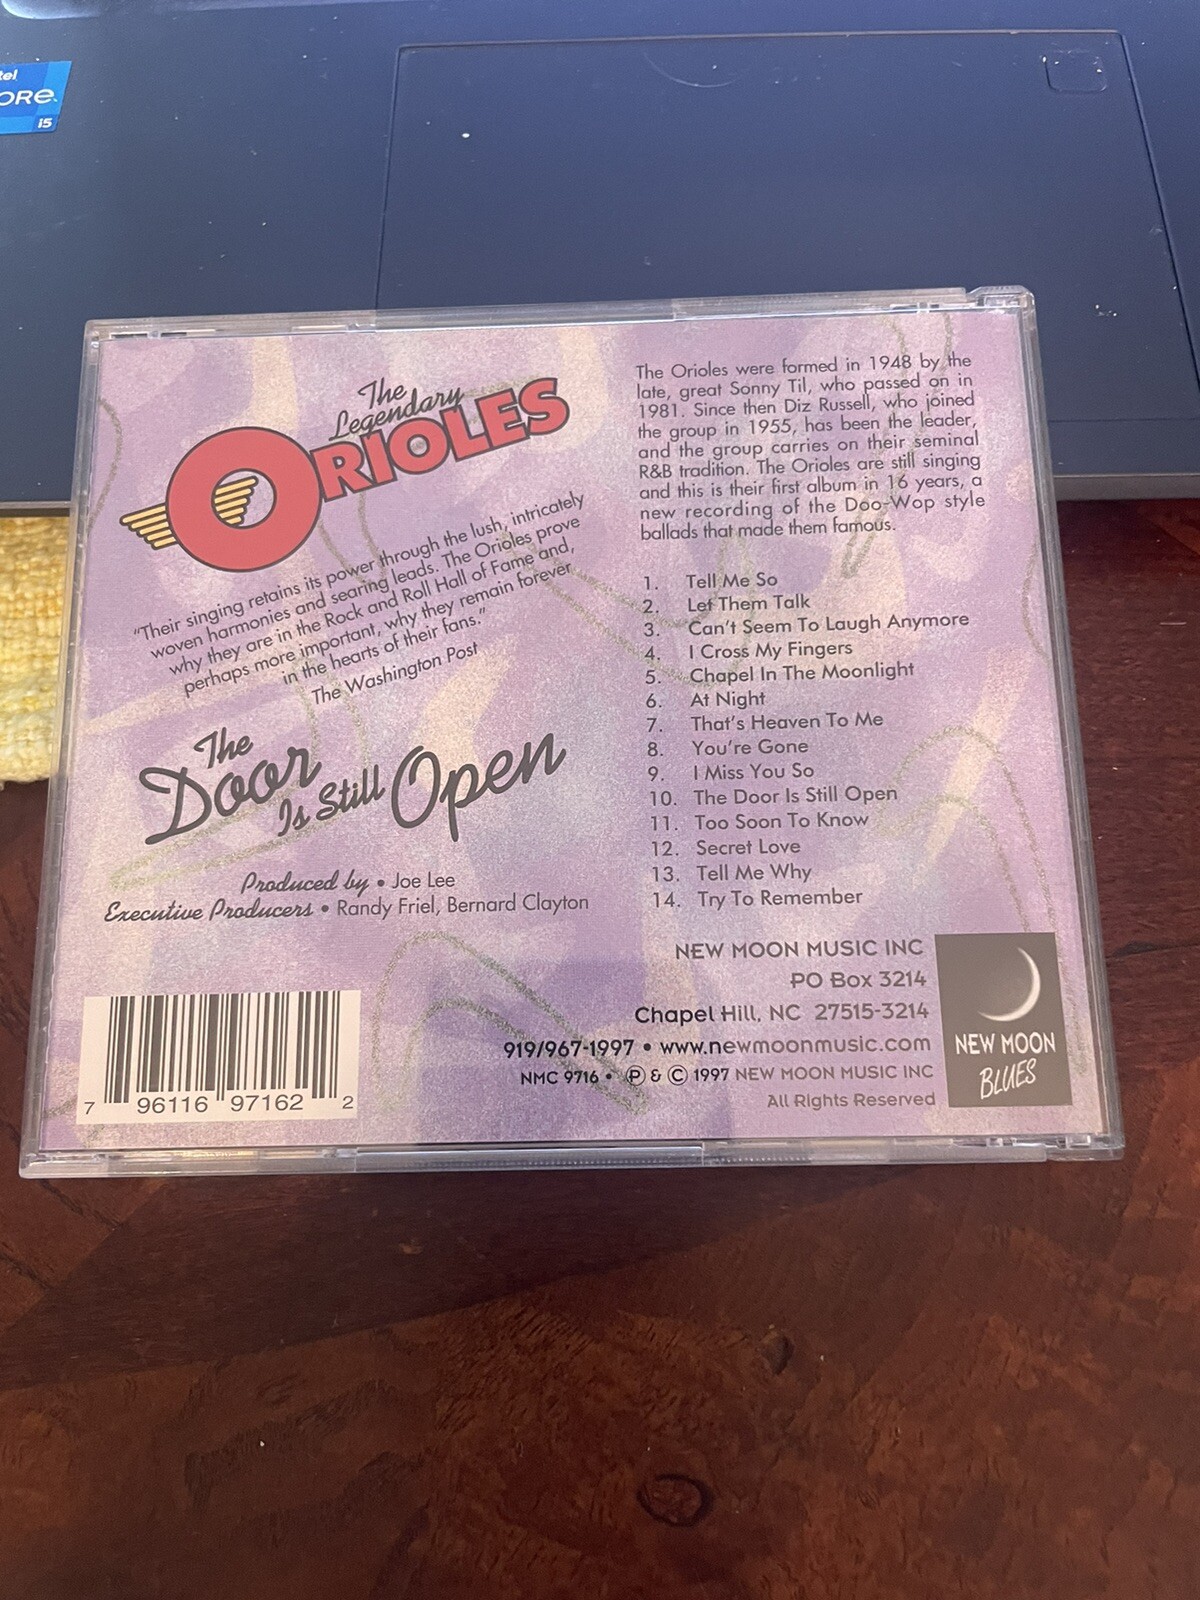 ORe
i5
The
Legendary
ORIOLES
"Their singing retains its power through the lush, intricately
woven harmonies and searing leads. The Orioles prove
why they are in the Rock and Roll Hall of Fame and,
perhaps more important, why they remain forever
in the hearts of their fans."
The Washington Post
The
Door
Is Still Open
Produced by • Joe Lee
Executive Producers • Randy Friel, Bernard Clayton
7 96116 97162 2
The Orioles were formed in 1948 by the
late, great Sonny Til, who passed on in
1981. Since then Diz Russell, who joined
the group in 1955, has been the leader,
and the group carries on their seminal
R&B tradition. The Orioles are still singing
and this is their first album in 16 years, a
new recording of the Doo-Wop style
ballads that made them famous.
1. Tell Me So
2. Let Them Talk
3. Can't Seem To Laugh Anymore
4. I Cross My Fingers
5. Chapel In The Moonlight
6. At Night
7. That's Heaven To Me
8. You're Gone
9. I Miss You So
10. The Door Is Still Open
11. Too Soon To Know
12. Secret Love
13. Tell Me Why
14. Try To Remember
NEW MOON MUSIC INC
PO Box 3214
Chapel Hill, NC 27515-3214
919/967-1997 • www.newmoonmusic.com
NMC 9716 • Ⓟ & © 1997 NEW MOON MUSIC INC
All Rights Reserved
NEW MOON
BLUES